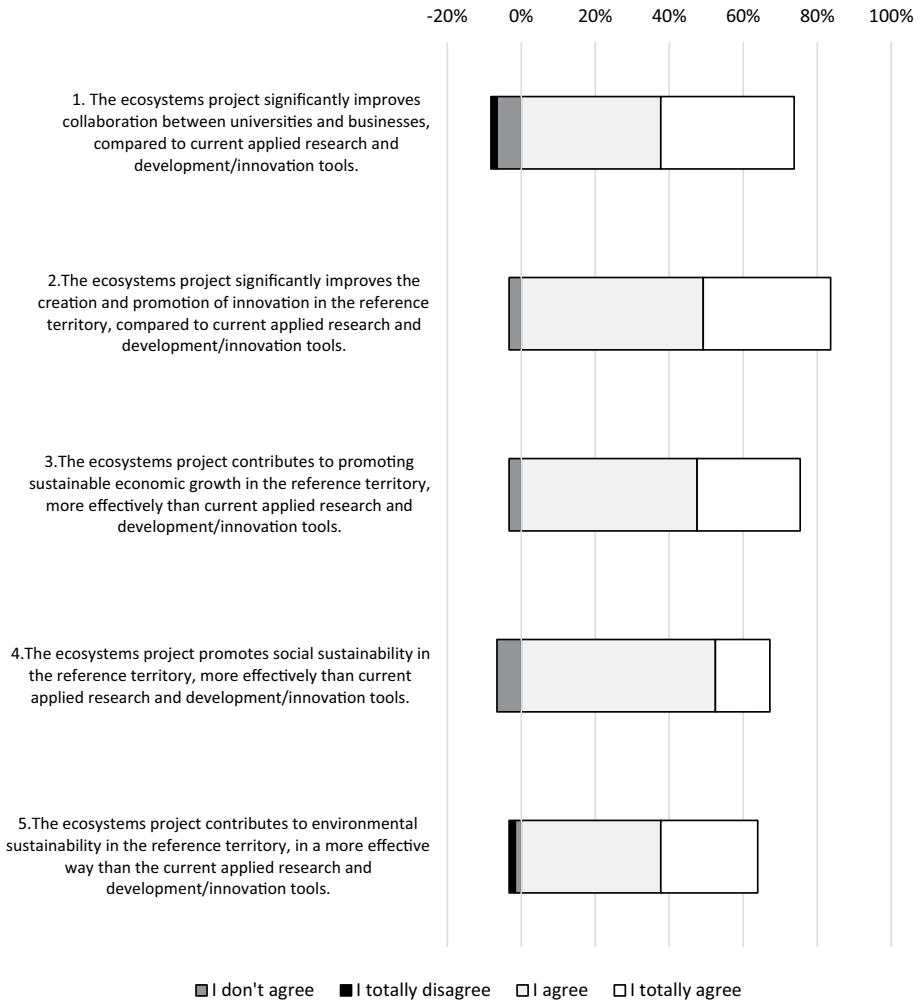 -20% 0% 20% 40% 60% 80% 100%
1. The ecosystems project significantly improves
collaboration between universities and businesses,
compared to current applied research and
development/innovation tools.
2.The ecosystems project significantly improves the
creation and promotion of innovation in the reference
territory, compared to current applied research and
development/innovation tools.
3.The ecosystems project contributes to promoting
sustainable economic growth in the reference territory,
more effectively than current applied research and
development/innovation tools.
4.The ecosystems project promotes social sustainability in
the reference territory, more effectively than current
applied research and development/innovation tools.
5.The ecosystems project contributes to environmental
sustainability in the reference territory, in a more effective
way than the current applied research and
development/innovation tools.
I don't agree I totally disagree I agree I totally agree